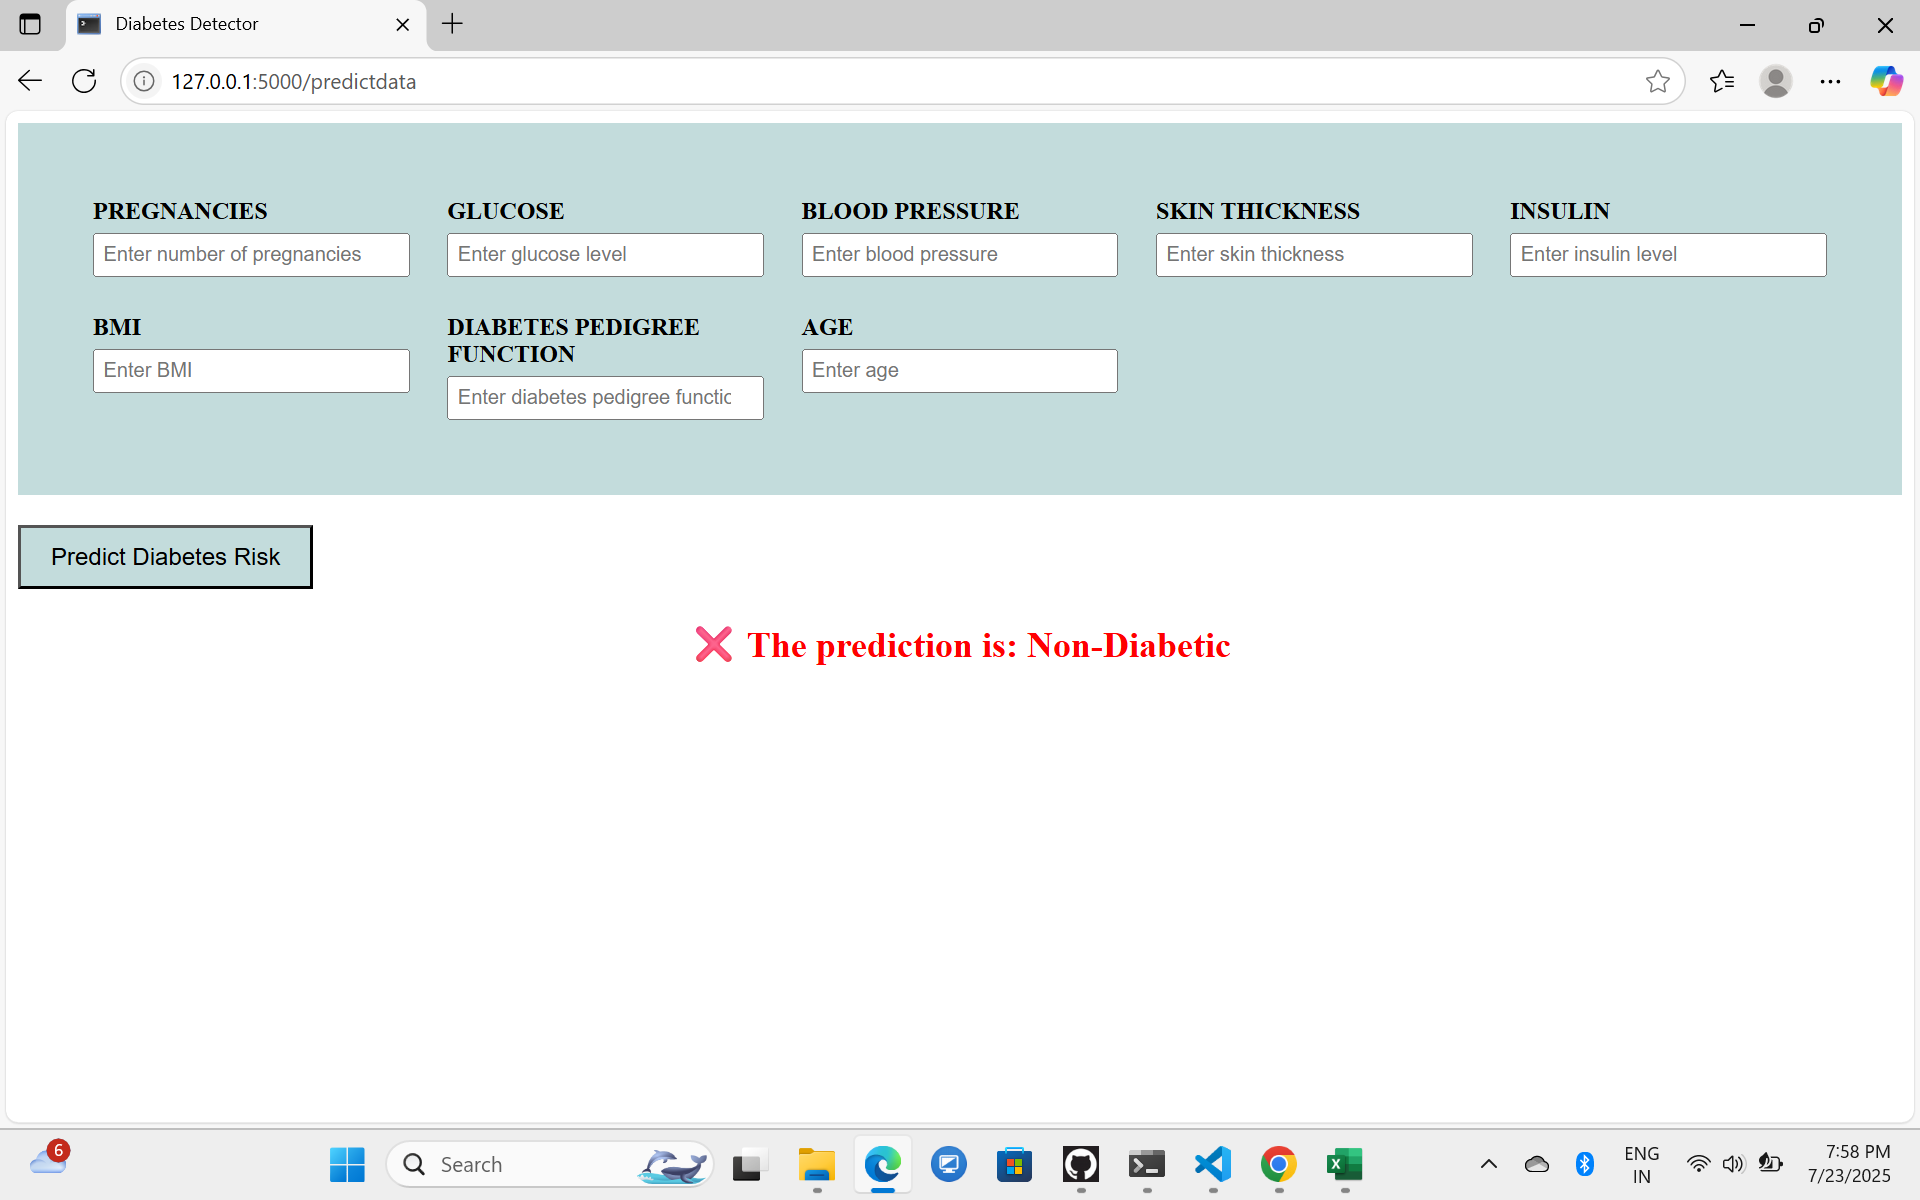 Diabetes Detector
127.0.0.1:5000/predictdata
PREGNANCIES
Enter number of pregnancies
GLUCOSE
Enter glucose level
BLOOD PRESSURE
Enter blood pressure
SKIN THICKNESS
Enter skin thickness
INSULIN
Enter insulin level
BMI
Enter BMI
DIABETES PEDIGREE
FUNCTION
Enter diabetes pedigree functic
AGE
Enter age
Predict Diabetes Risk
❌ The prediction is: Non-Diabetic
6
Search
ENG
IN
7:58 PM
7/23/2025